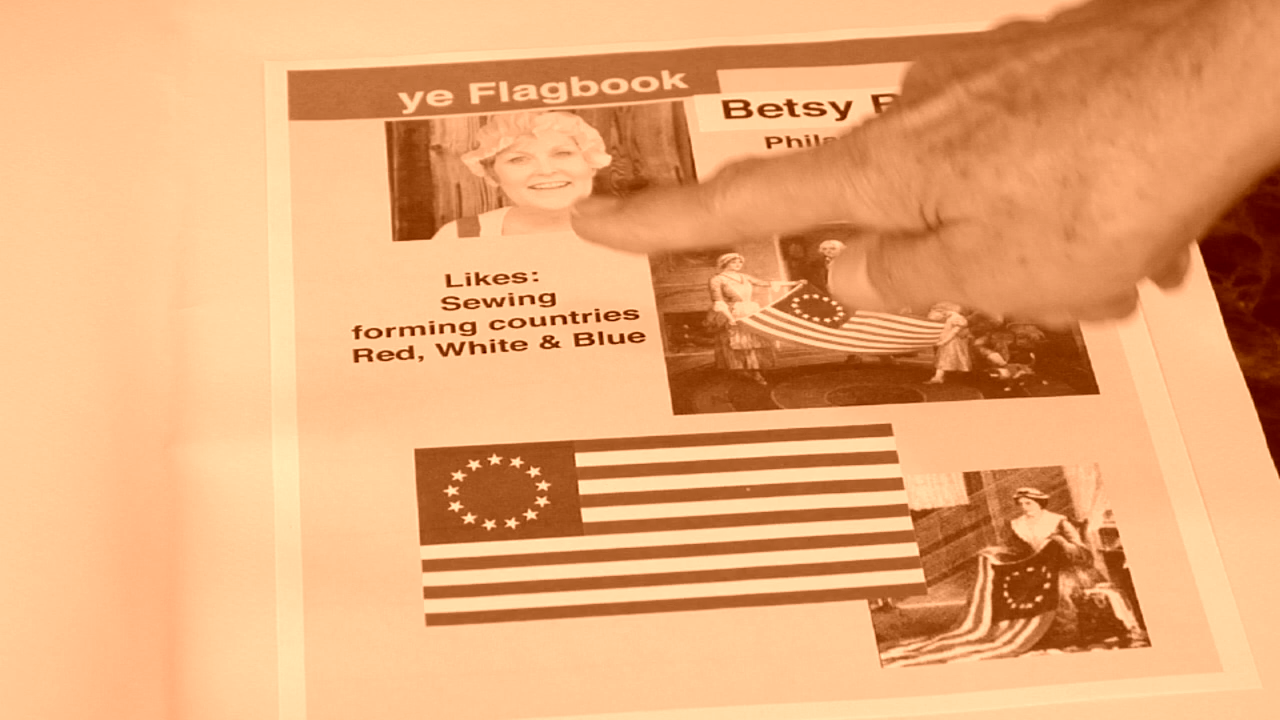 ye Flagbook
Betsy
Likes:
Sewing
forming countries
Red, White & Blue